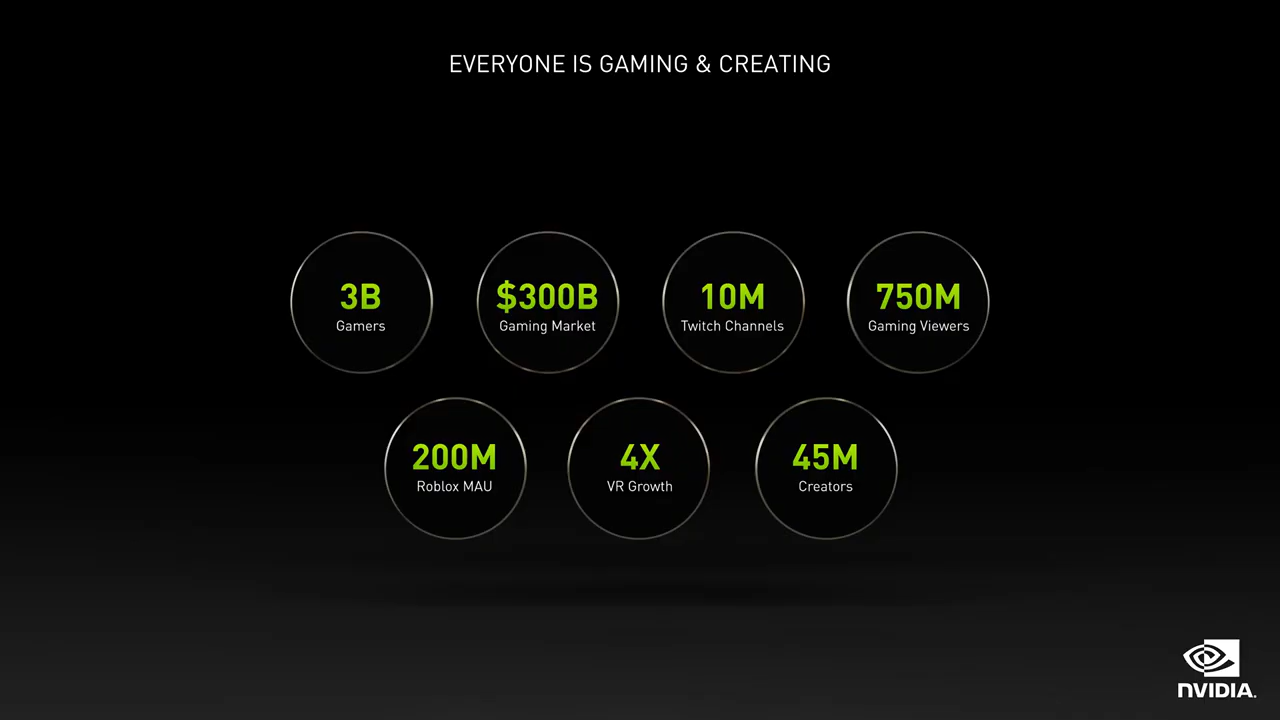 EVERYONE IS GAMING & CREATING
3B
Gamers
$300B
Gaming Market
10M
Twitch Channels
750M
Gaming Viewers
200M
Roblox MAU
4X
VR Growth
45M
Creators
NVIDIA.